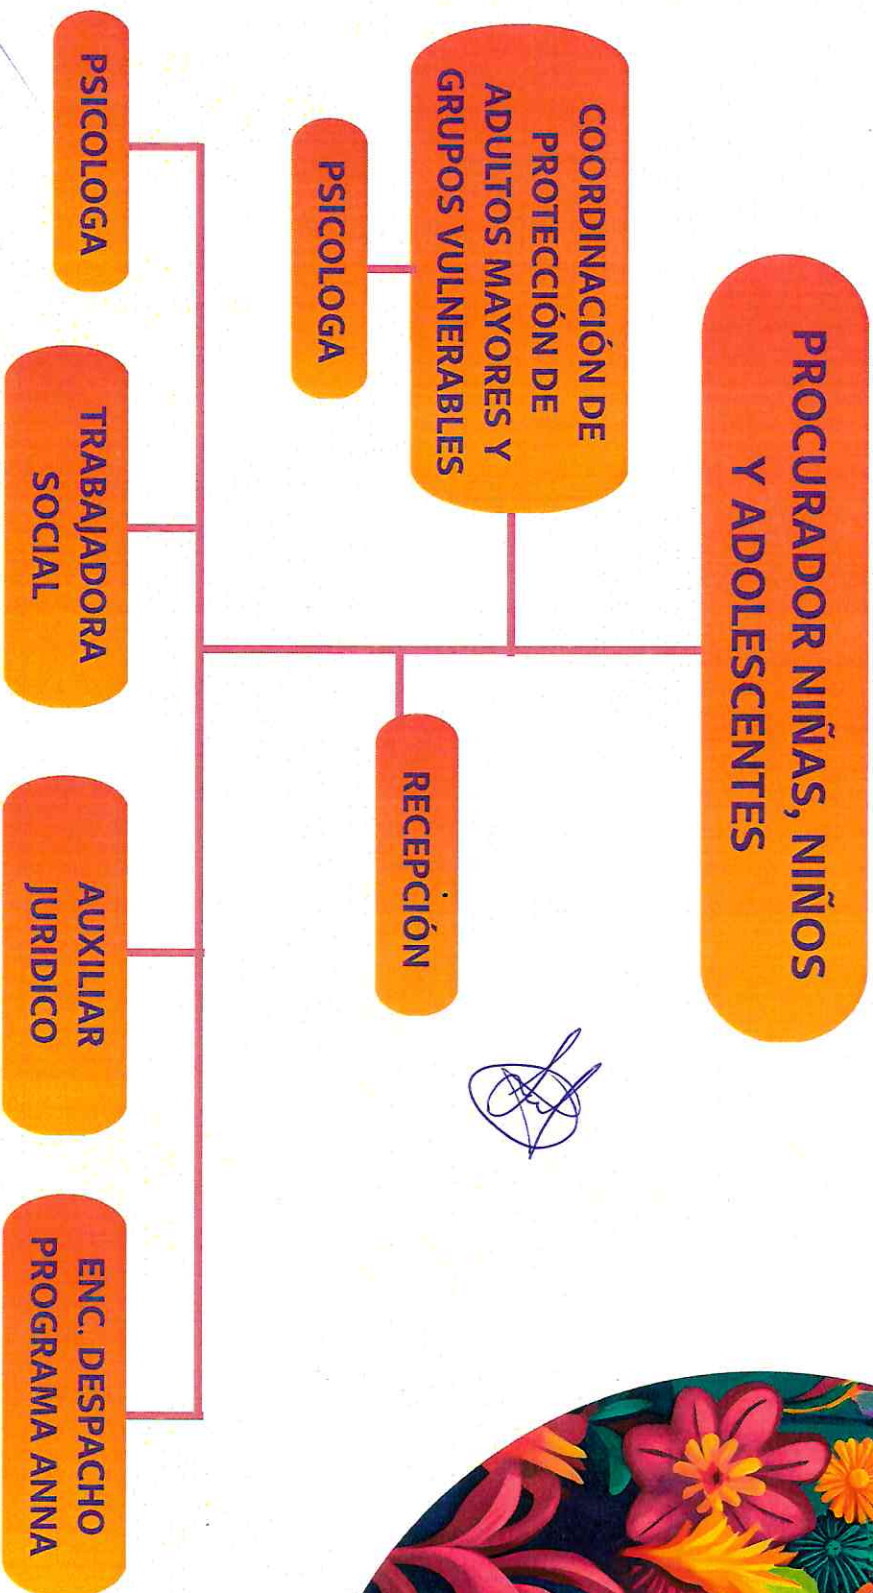 PROCURADOR NIÑAS, NIÑOS
Y ADOLESCENTES
COORDINACIÓN DE
PROTECCIÓN DE
ADULTOS MAYORES Y
GRUPOS VULNERABLES
PSICOLOGA
RECEPCIÓN
PSICOLOGA
TRABAJADORA
SOCIAL
AUXILIAR
JURIDICO
ENC. DESPACHO
PROGRAMA ANNA